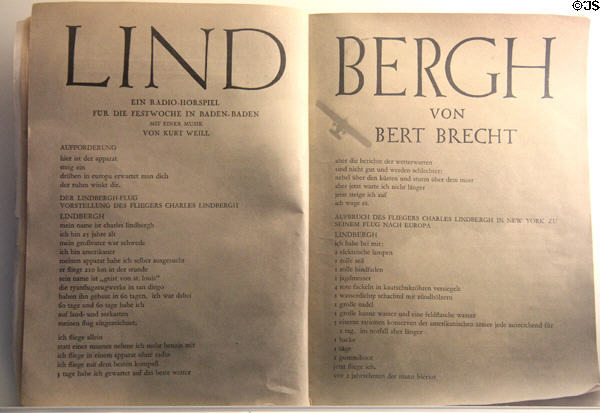 ©JS
LIND
EIN RADIO-HÖRSPIEL
FÜR DIE FESTWOCHE IN BADEN-BADEN
MIT EINER MUSIK
VON KURT WEILL
AUFFORDERUNG
hier ist der apparat
steig ein
drüben in europa erwartet man dich
der ruhm winkt dir.
DER LINDBERGH-FLUG
VORSTELLUNG DES FLIEGERS CHARLES LINDBERGH
LINDBERGH
mein name ist charles lindbergh
ich bin 25 jahre alt
mein großvater war schwede
ich bin amerikaner
meinen apparat habe ich selber ausgesucht
er fliegt 210 km in der stunde
sein name ist „geist von st. louis"
die ryanflugzeugwerke in san diego
haben ihn gebaut in 60 tagen. ich war dabei
60 tage und 60 tage habe ich
auf land- und seekarten
meinen flug eingezeichnet.
ich fliege allein
statt eines mannes nehme ich mehr benzin mit
ich fliege in einem apparat ohne radio
ich fliege mit dem besten kompaß
3 tage habe ich gewartet auf das beste wetter
BERGH
VON
BERT BRECHT
aber die berichte der wetterwarten
sind nicht gut und werden schlechter:
nebel über den küsten und sturm über dem meer
aber jetzt warte ich nicht länger
jetzt steige ich auf
ich wage es.
AUFBRUCH DES FLIEGERS CHARLES LINDBERGH IN NEW YORK ZU
SEINEM FLUG NACH EUROPA
LINDBERGH
ich habe bei mir:
2 elektrische lampen
1 rolle seil
1 rolle bindfaden
1 jagdmesser
4 rote fackeln in kautschukröhren versiegelt
1 wasserdichte schachtel mit zündhölzern
1 große nadel
1 große kanne wasser und eine feldflasche wasser
5 eiserne rationen konserven der amerikanischen armee jede ausreichend für
1 tag. im notfall aber länger
1 hacke
1 säge
1 gummiboot
jetzt fliege ich.
vor 2 jahrzehnten der mann blériot